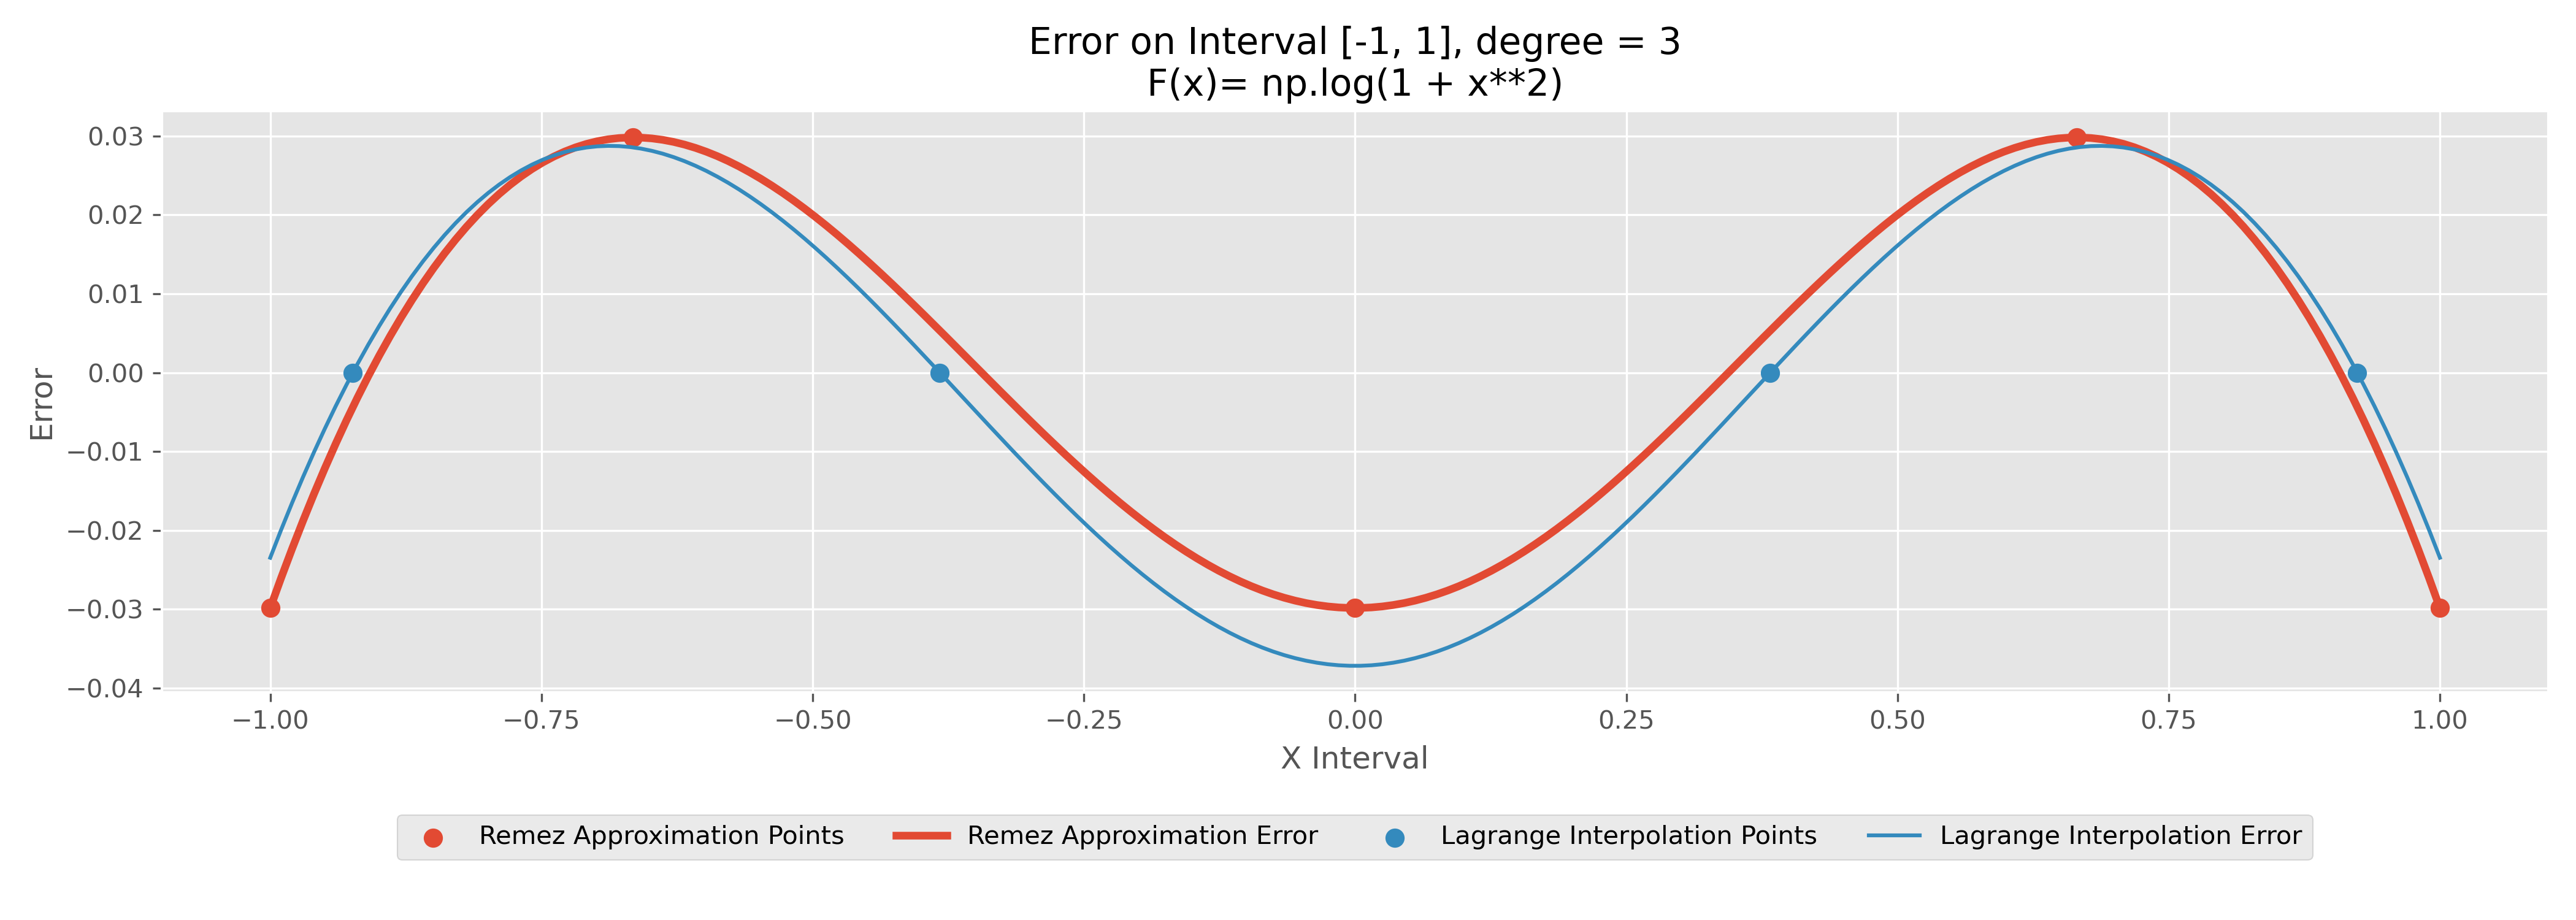 Error on Interval [-1, 1], degree = 3
F(x)= np.log(1 + x**2)
0.03
0.02
0.01
0.00
−0.01
−0.02
−0.03
−0.04
Error
−1.00 −0.75 −0.50 −0.25 0.00 0.25 0.50 0.75 1.00
X Interval
Remez Approximation Points Remez Approximation Error Lagrange Interpolation Points Lagrange Interpolation Error